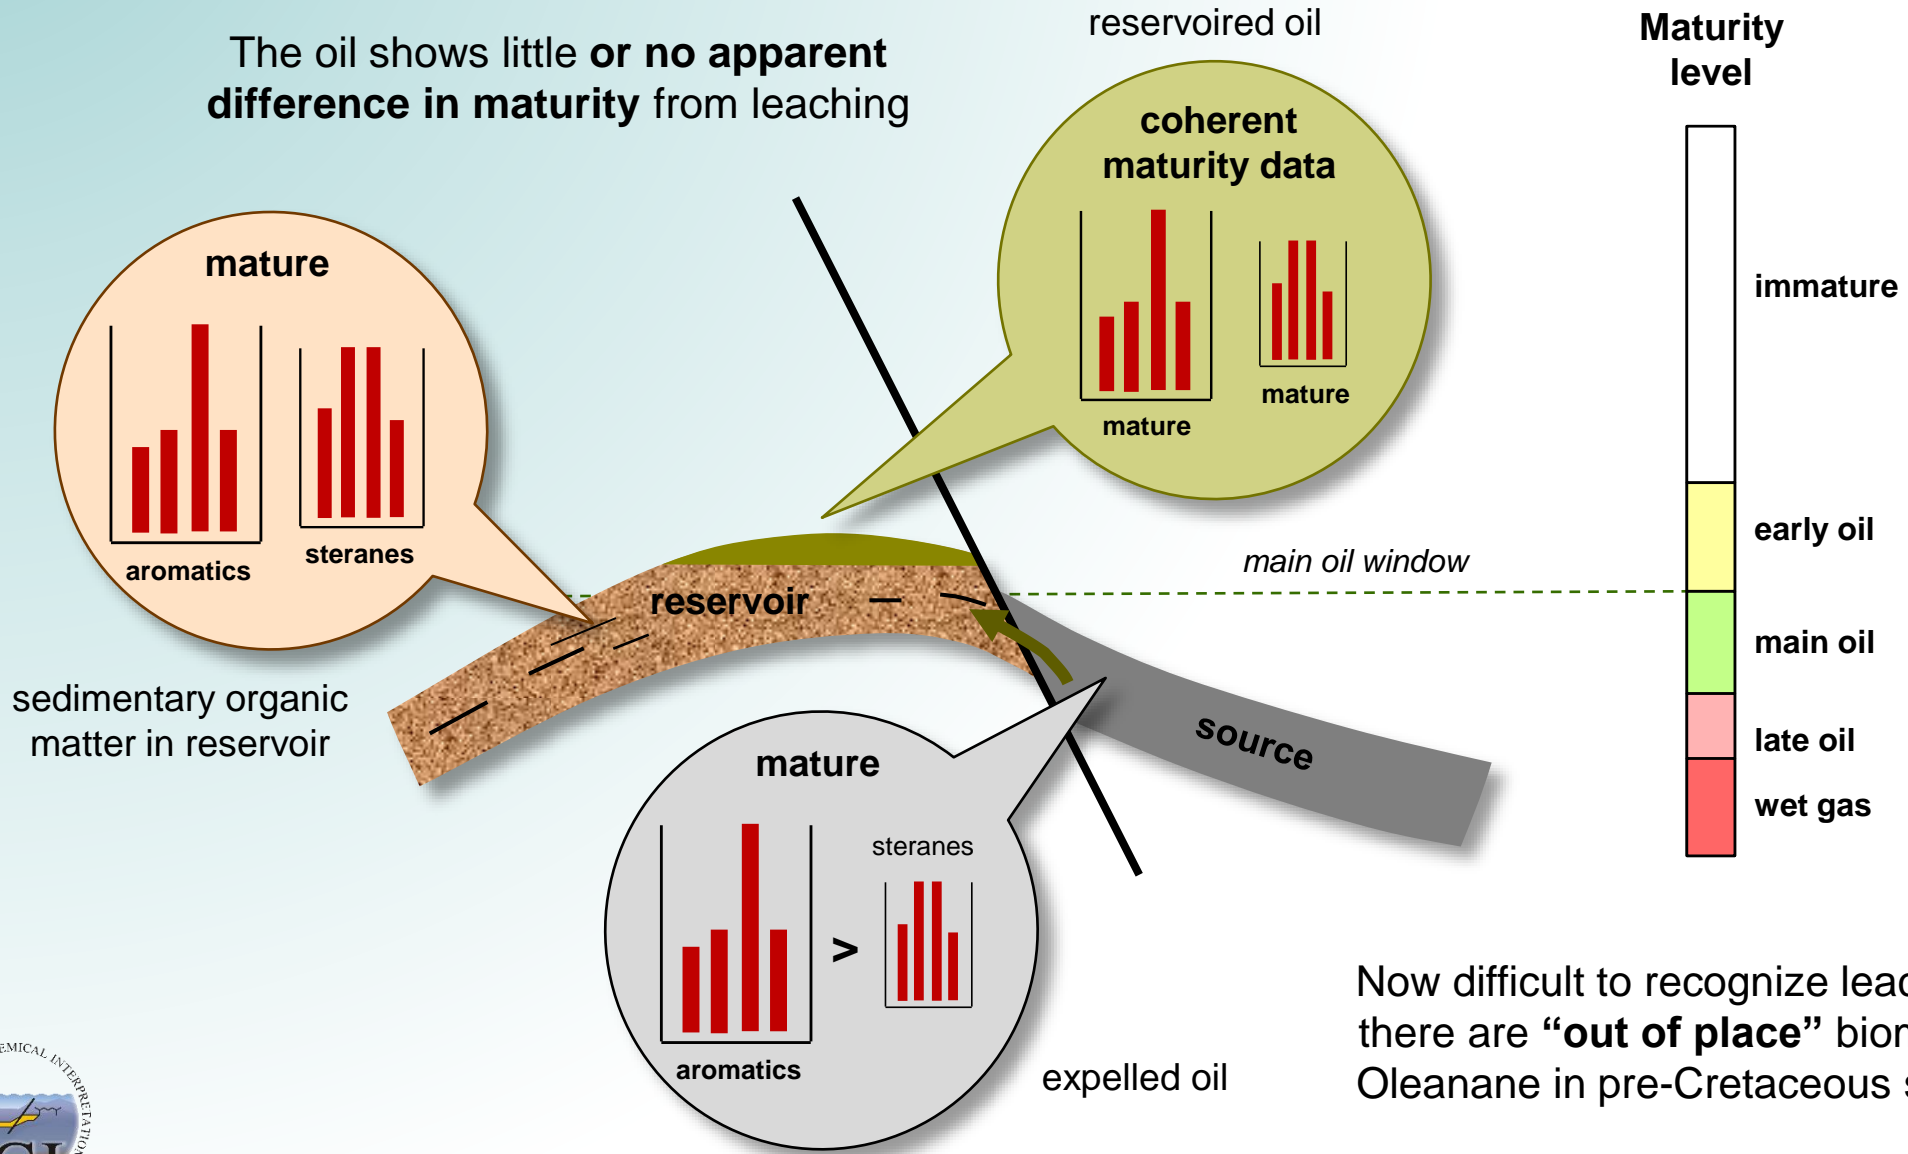 The oil shows little or no apparent
difference in maturity from leaching
reservoired oil
Maturity
level
coherent
maturity data
mature
mature
mature
aromatics
steranes
immature
early oil
main oil window
reservoir
main oil
sedimentary organic
matter in reservoir
source
late oil
wet gas
mature
steranes
>
aromatics
expelled oil
Now difficult to recognize
there are “out of place”
Oleanane in pre-Cretaceous
INTERPRETATION